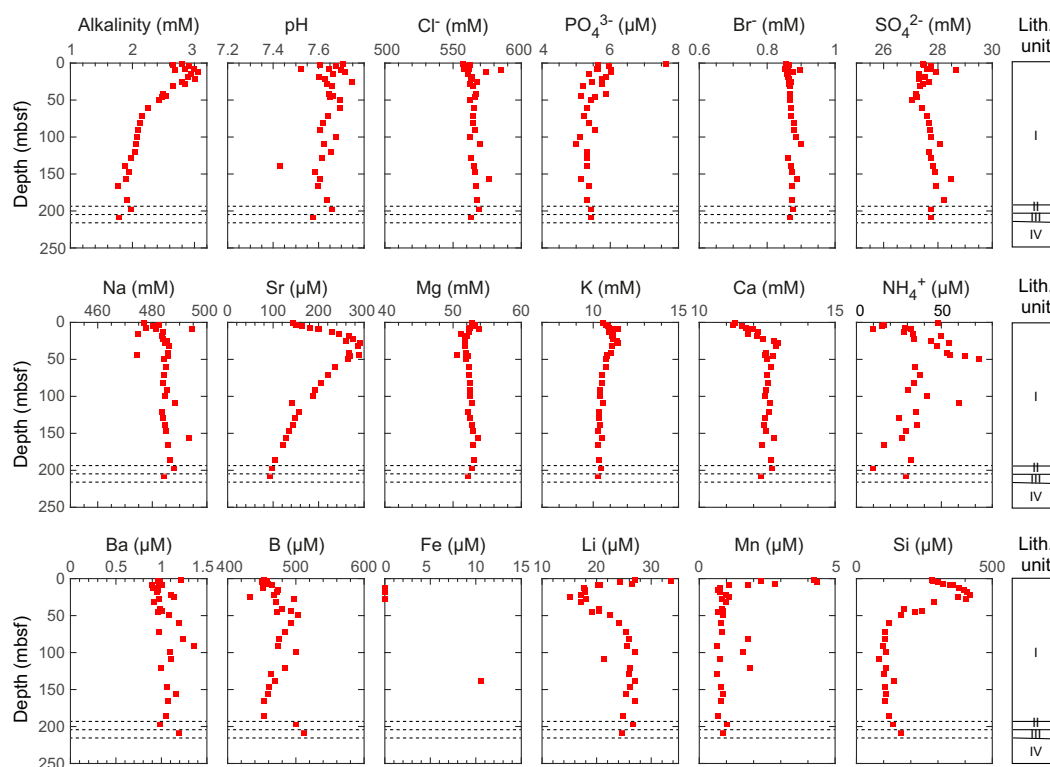 Alkalinity (mM) pH Cl⁻ (mM) PO₄³⁻ (µM) Br⁻ (mM) SO₄²⁻ (mM) Lith. unit
1 2 3 7.2 7.4 7.6 500 560 600 4 6 8 0.6 0.8 1 26 28 30
Depth (mbsf)
0
50
100
150
200
250
I
II
III
IV
Na (mM) Sr (µM) Mg (mM) K (mM) Ca (mM) NH₄⁺ (µM) Lith. unit
460 480 500 0 100 200 300 40 50 60 10 15 10 15 0 50
Depth (mbsf)
0
50
100
150
200
250
I
II
III
IV
Ba (µM) B (µM) Fe (µM) Li (µM) Mn (µM) Si (µM) Lith. unit
0 0.5 1 1.5 400 500 600 0 5 10 15 10 20 30 0 5 0 500
Depth (mbsf)
0
50
100
150
200
250
I
II
III
IV